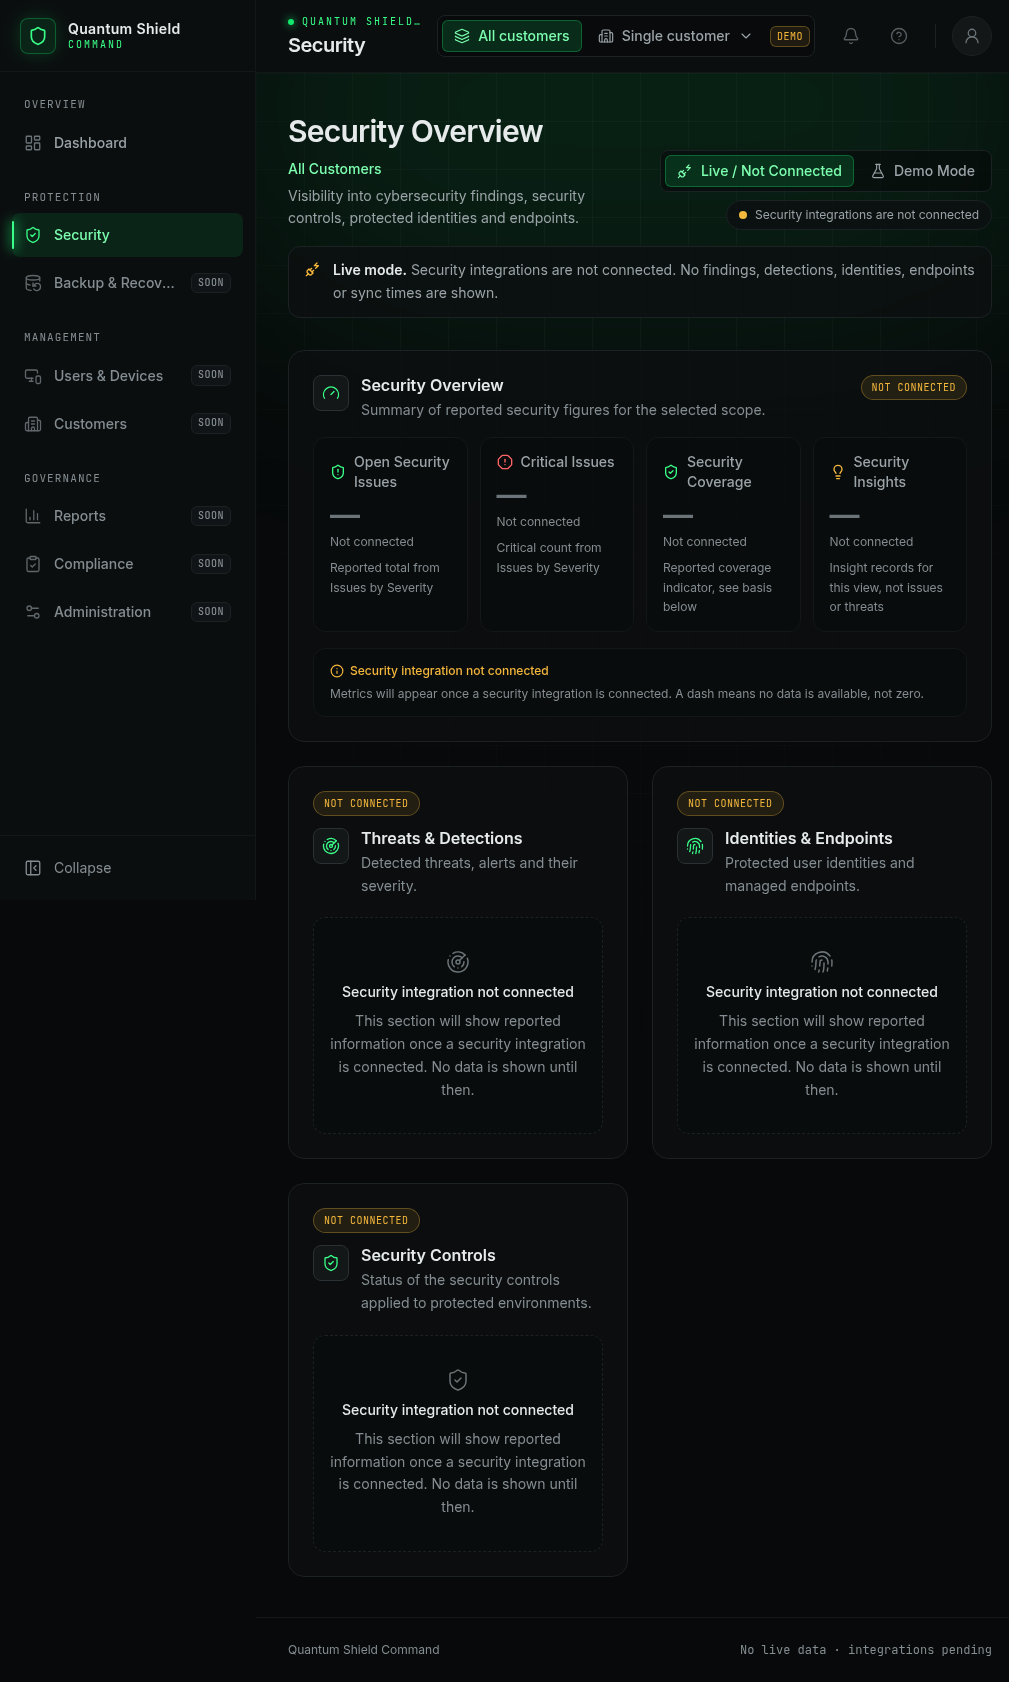 Quantum Shield
COMMAND
OVERVIEW
Dashboard
PROTECTION
Security
Backup & Recov… SOON
MANAGEMENT
Users & Devices SOON
Customers SOON
GOVERNANCE
Reports SOON
Compliance SOON
Administration SOON
Collapse
QUANTUM SHIELD…
Security
All customers
Single customer
DEMO
Security Overview
All Customers
Visibility into cybersecurity findings, security
controls, protected identities and endpoints.
Live / Not Connected
Demo Mode
Security integrations are not connected
Live mode. Security integrations are not connected. No findings, detections, identities, endpoints
or sync times are shown.
Security Overview
Summary of reported security figures for the selected scope.
NOT CONNECTED
Open Security
Issues
—
Not connected
Reported total from
Issues by Severity
Critical Issues
—
Not connected
Critical count from
Issues by Severity
Security
Coverage
—
Not connected
Reported coverage
indicator, see basis
below
Security
Insights
—
Not connected
Insight records for
this view, not issues
or threats
Security integration not connected
Metrics will appear once a security integration is connected. A dash means no data is available, not zero.
NOT CONNECTED
Threats & Detections
Detected threats, alerts and their
severity.
Security integration not connected
This section will show reported
information once a security integration
is connected. No data is shown until
then.
NOT CONNECTED
Identities & Endpoints
Protected user identities and
managed endpoints.
Security integration not connected
This section will show reported
information once a security integration
is connected. No data is shown until
then.
NOT CONNECTED
Security Controls
Status of the security controls
applied to protected environments.
Security integration not connected
This section will show reported
information once a security integration
is connected. No data is shown until
then.
Quantum Shield Command
No live data · integrations pending